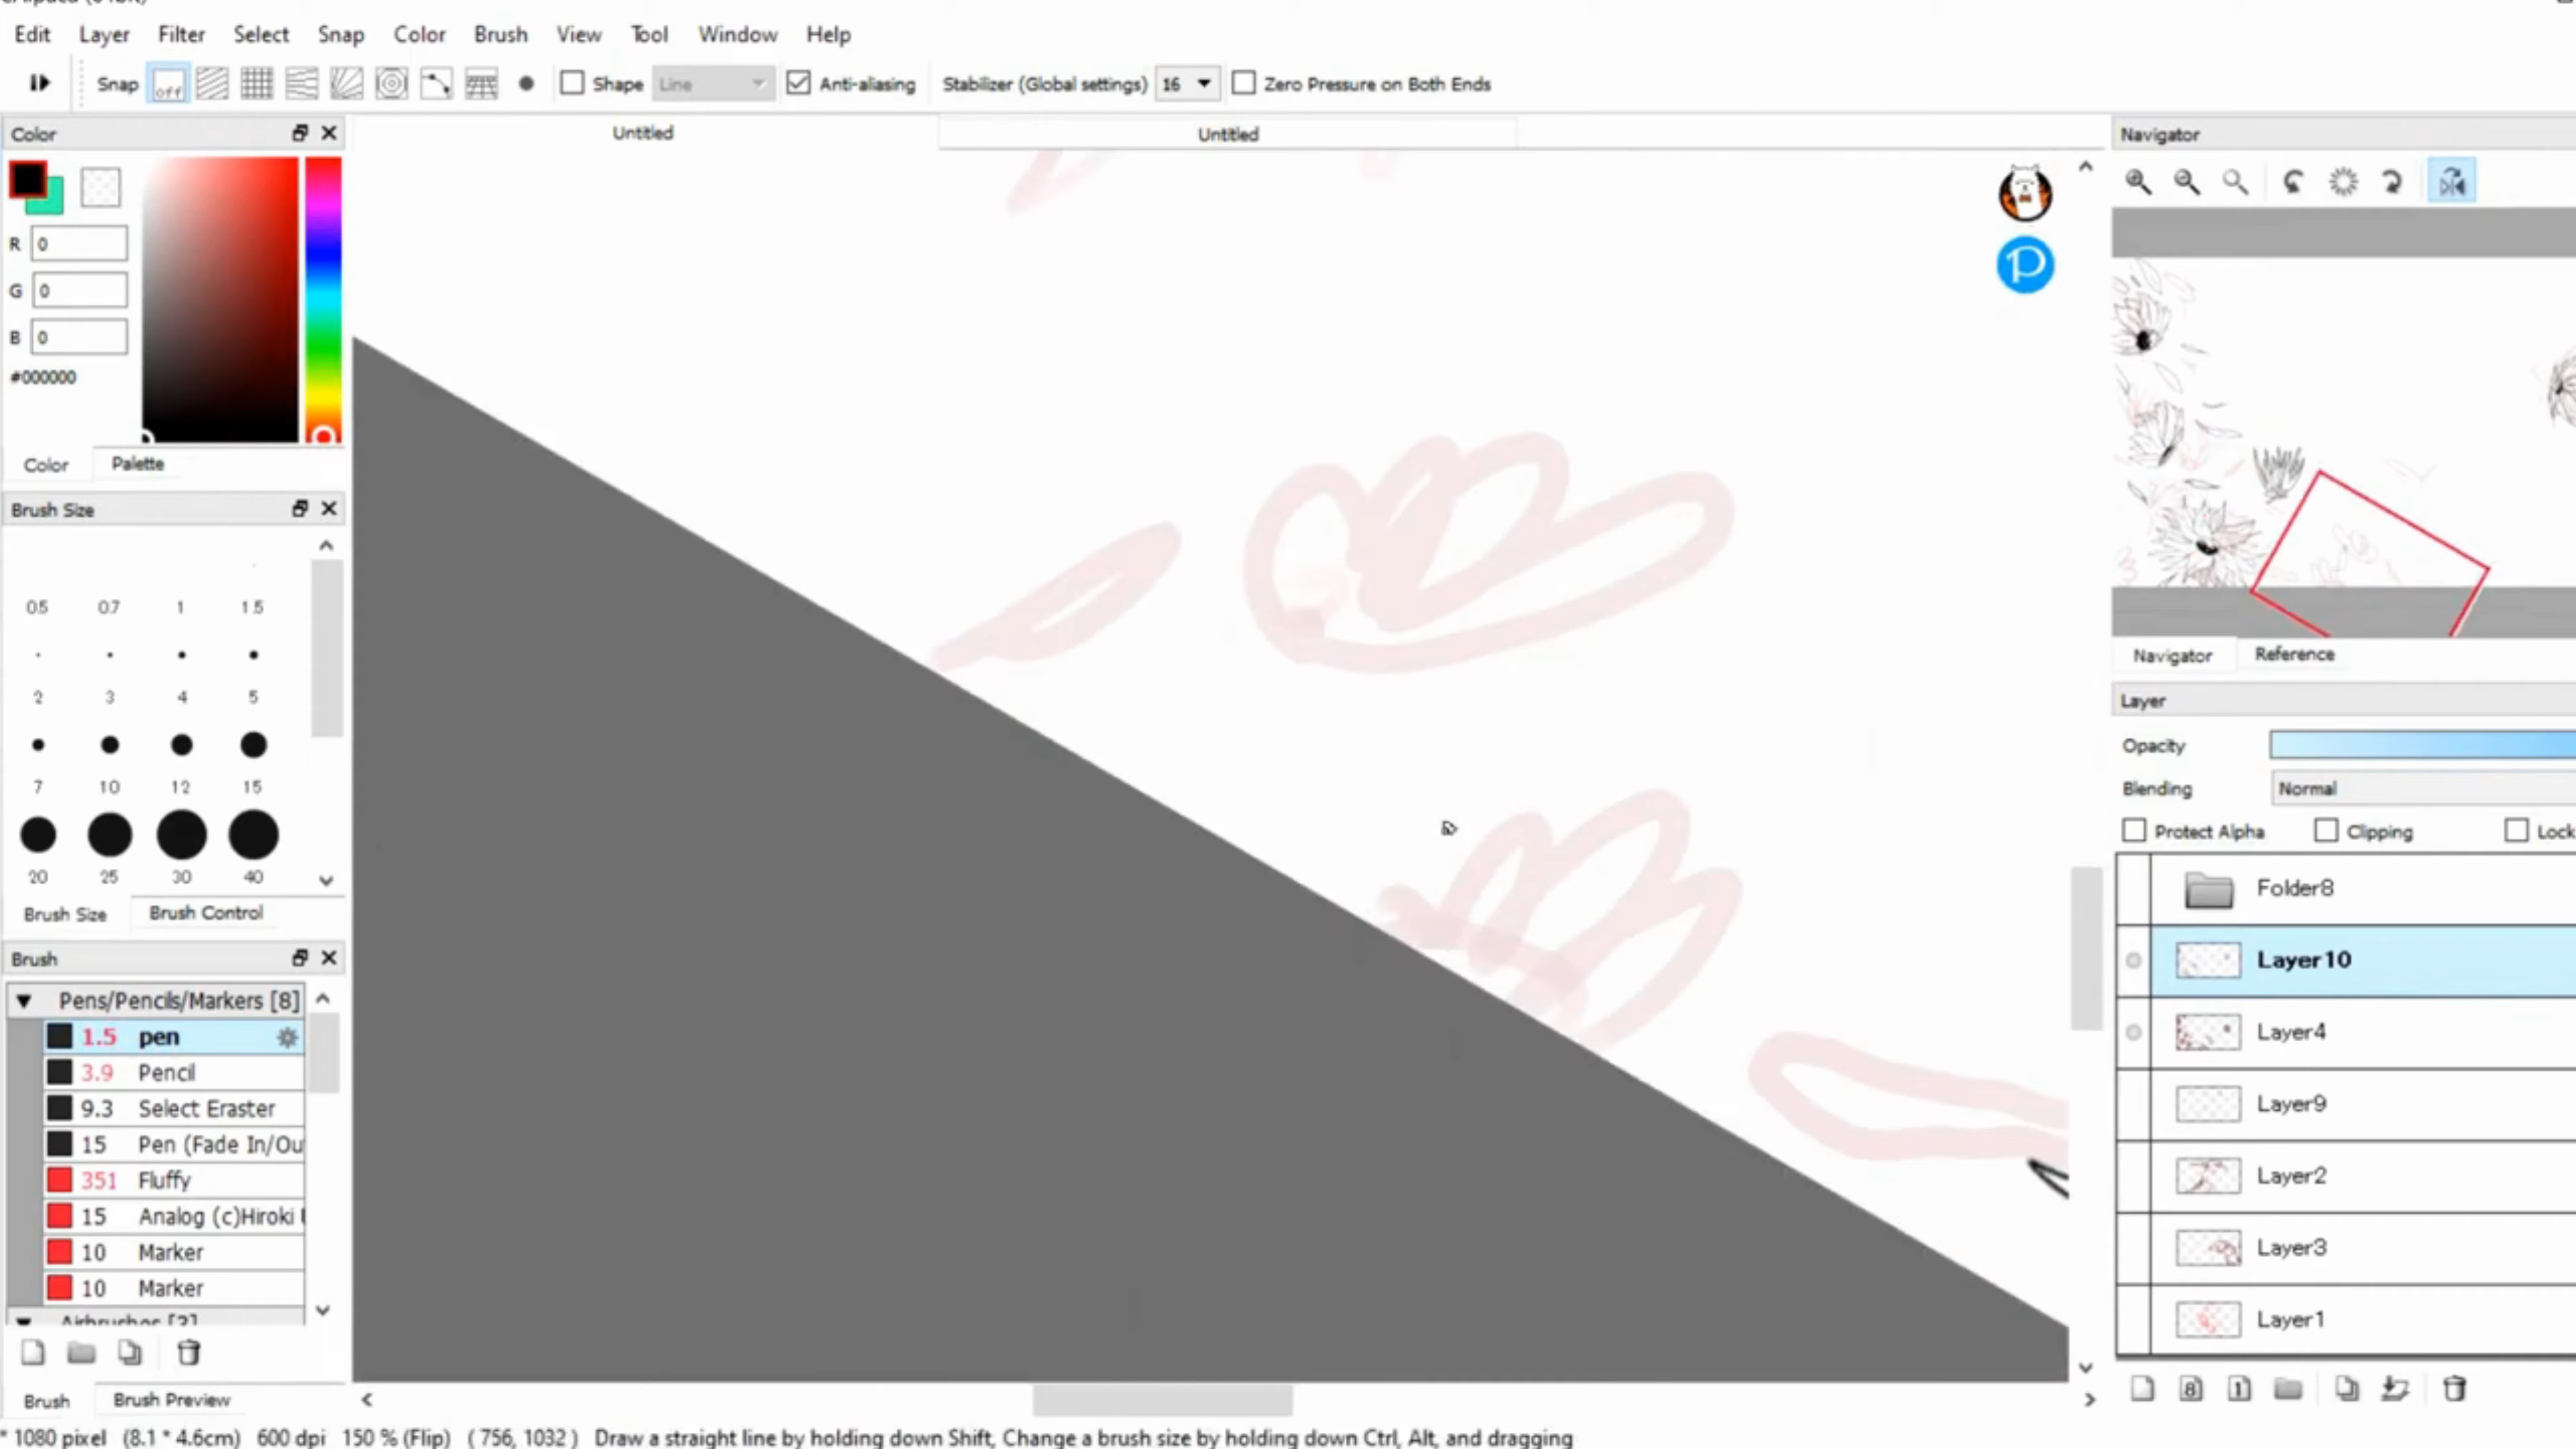 Edit Layer Filter Select Snap Color Brush View Tool Window Help
Snap off Shape Line Anti-aliasing Stabilizer (Global settings) 16 Zero Pressure on Both Ends
Color
Untitled
Untitled
R 0
G 0
B 0
#000000
Color Palette
Brush Size
0.5 0.7 1 1.5
2 3 4 5
7 10 12 15
20 25 30 40
Brush Size Brush Control
Brush
Pens/Pencils/Markers [8]
1.5 pen
3.9 Pencil
9.3 Select Eraster
15 Pen (Fade In/Ou
351 Fluffy
15 Analog (c)Hiroki
10 Marker
10 Marker
Airbrushes [3]
Brush Brush Preview
P
Navigator
Navigator Reference
Layer
Opacity
Blending Normal
Protect Alpha Clipping Lock
Folder8
Layer10
Layer4
Layer9
Layer2
Layer3
Layer1
8 1
* 1080 pixel (8.1 * 4.6cm) 600 dpi 150 % (Flip) ( 756, 1032 ) Draw a straight line by holding down Shift, Change a brush size by holding down Ctrl, Alt, and dragging